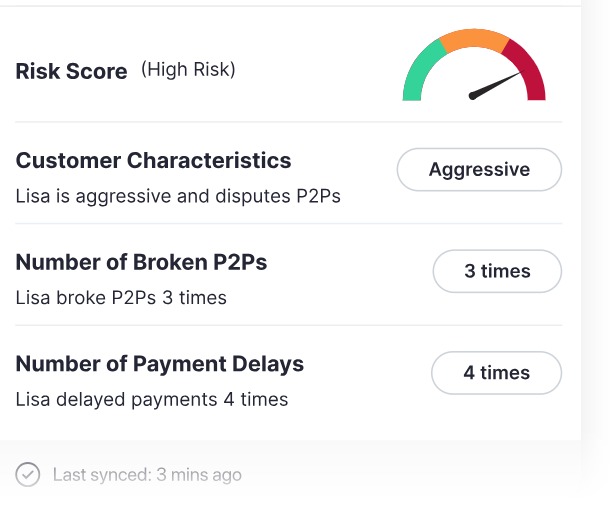 Risk Score (High Risk)
Customer Characteristics
Aggressive
Lisa is aggressive and disputes P2Ps
Number of Broken P2Ps
3 times
Lisa broke P2Ps 3 times
Number of Payment Delays
4 times
Lisa delayed payments 4 times
Last synced: 3 mins ago